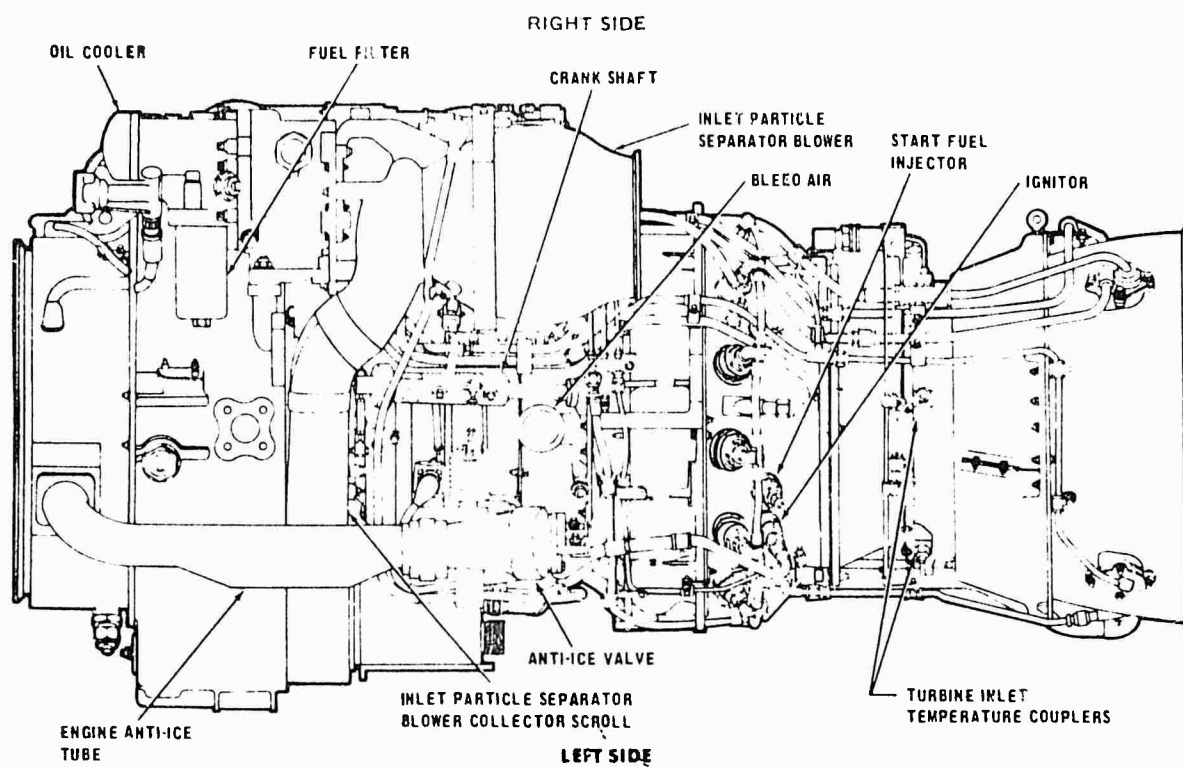 RIGHT SIDE
OIL COOLER
FUEL FILTER
CRANK SHAFT
INLET PARTICLE
SEPARATOR BLOWER
START FUEL
INJECTOR
BLEED AIR
IGNITOR
ANTI-ICE VALVE
INLET PARTICLE SEPARATOR
BLOWER COLLECTOR SCROLL
TURBINE INLET
TEMPERATURE COUPLERS
ENGINE ANTI-ICE
TUBE
LEFT SIDE